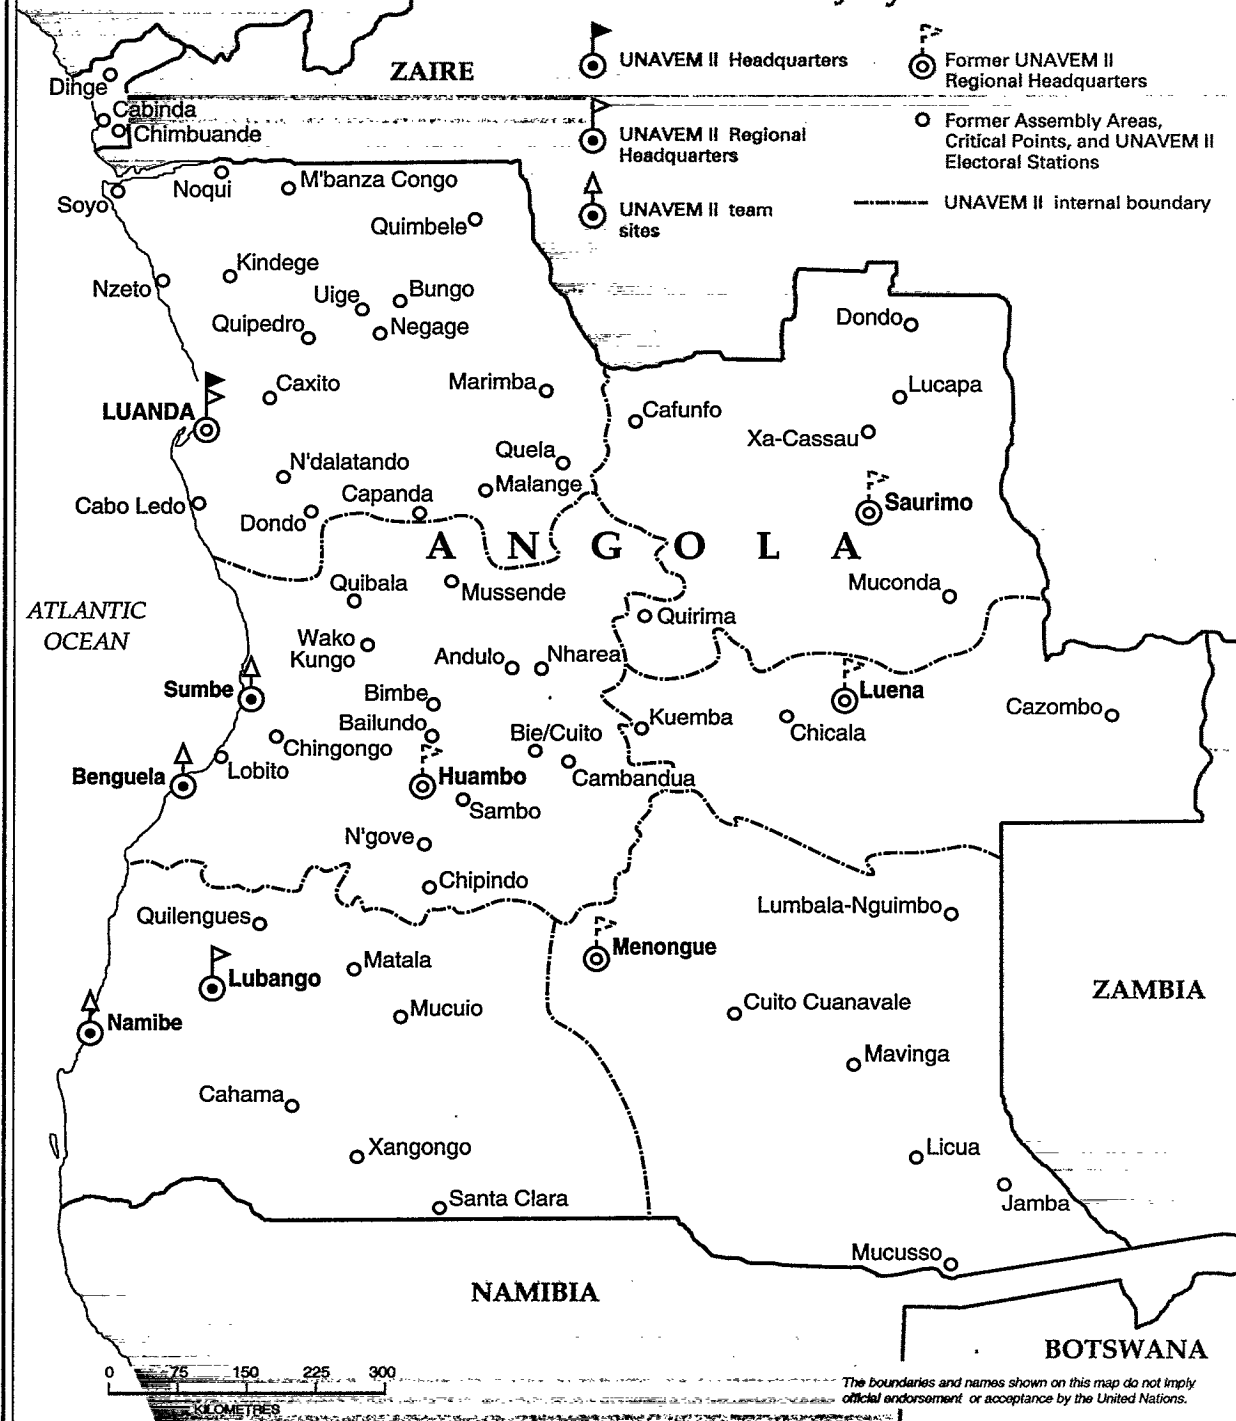 ZAIRE
UNAVEM II Headquarters
UNAVEM II Regional
Headquarters
UNAVEM II team
sites
Former UNAVEM II
Regional Headquarters
Former Assembly Areas,
Critical Points, and UNAVEM II
Electoral Stations
UNAVEM II internal boundary
Dinge
Cabinda
Chimbuande
Noqui
M'banza Congo
Soyo
Quimbele
Kindege
Nzeto
Uige
Bungo
Quipedro
Negage
Dondo
Caxito
Marimba
Lucapa
LUANDA
Cafunfo
Xa-Cassau
Quela
N'dalatando
Malange
Capanda
Saurimo
Cabo Ledo
Dondo
ANGOLA
Quibala
Mussende
Muconda
ATLANTIC
OCEAN
Quirima
Wako
Kungo
Andulo
Nharea
Sumbe
Bimbe
Luena
Cazombo
Bailundo
Kuemba
Chicala
Chingongo
Bie/Cuito
Benguela
Lobito
Huambo
Cambandua
Sambo
N'gove
Chipindo
Lumbala-Nguimbo
Quilengues
Menongue
Matala
Lubango
ZAMBIA
Mucuio
Cuito Cuanavale
Namibe
Mavinga
Cahama
Xangongo
Licua
Santa Clara
Jamba
Mucusso
NAMIBIA
BOTSWANA
0 75 150 225 300
KILOMETRES
The boundaries and names shown on this map do not imply
official endorsement or acceptance by the United Nations.